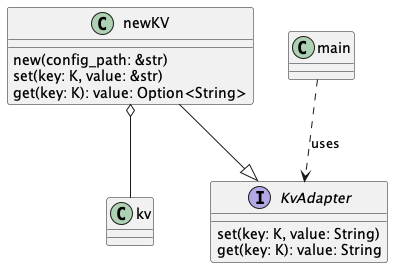 C newKV
new(config_path: &str)
set(key: K, value: &str)
get(key: K): value: Option<String>
C main
uses
C kv
I KvAdapter
set(key: K, value: String)
get(key: K): value: String